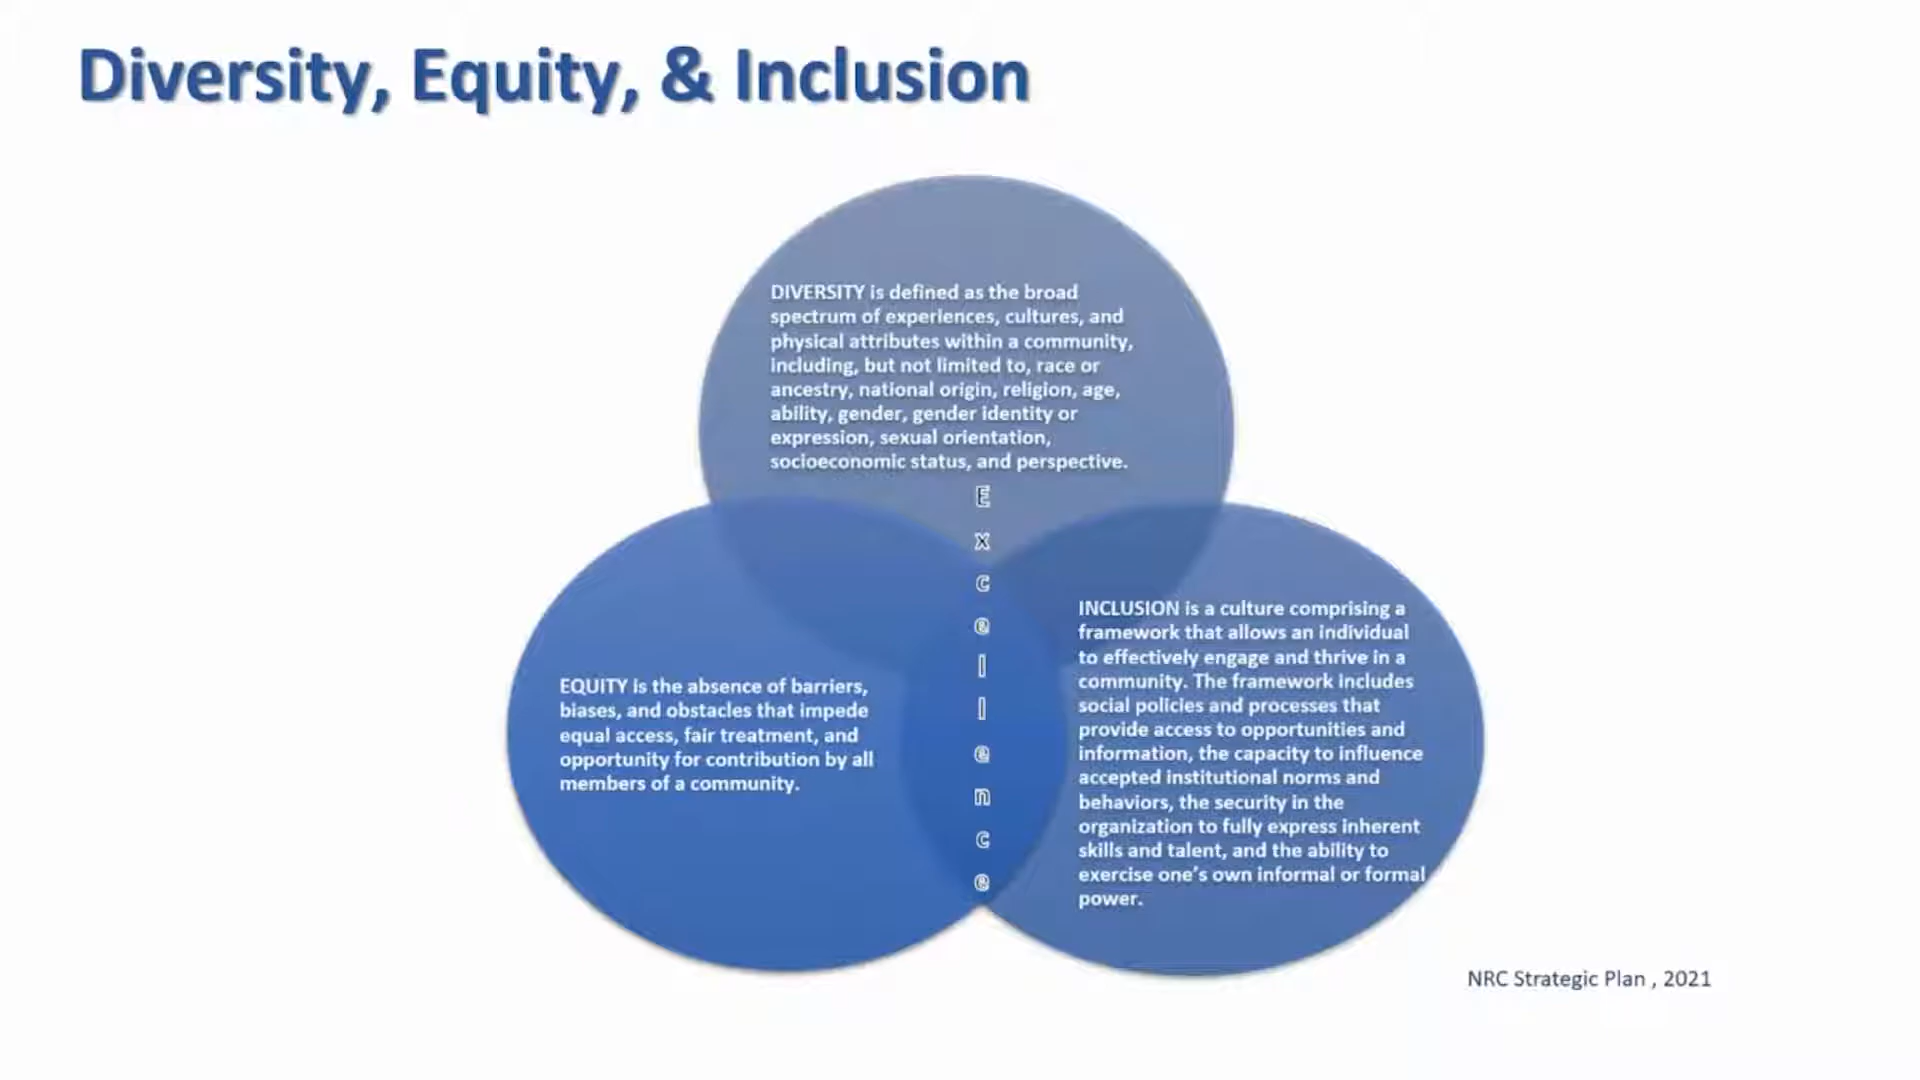 Diversity, Equity, & Inclusion
DIVERSITY is defined as the broad
spectrum of experiences, cultures, and
physical attributes within a community,
including, but not limited to, race or
ancestry, national origin, religion, age,
ability, gender, gender identity or
expression, sexual orientation,
socioeconomic status, and perspective.
E
x
c
e
l
l
e
n
c
e
EQUITY is the absence of barriers,
biases, and obstacles that impede
equal access, fair treatment, and
opportunity for contribution by all
members of a community.
INCLUSION is a culture comprising a
framework that allows an individual
to effectively engage and thrive in a
community. The framework includes
social policies and processes that
provide access to opportunities and
information, the capacity to influence
accepted institutional norms and
behaviors, the security in the
organization to fully express inherent
skills and talent, and the ability to
exercise one's own informal or formal
power.
NRC Strategic Plan , 2021